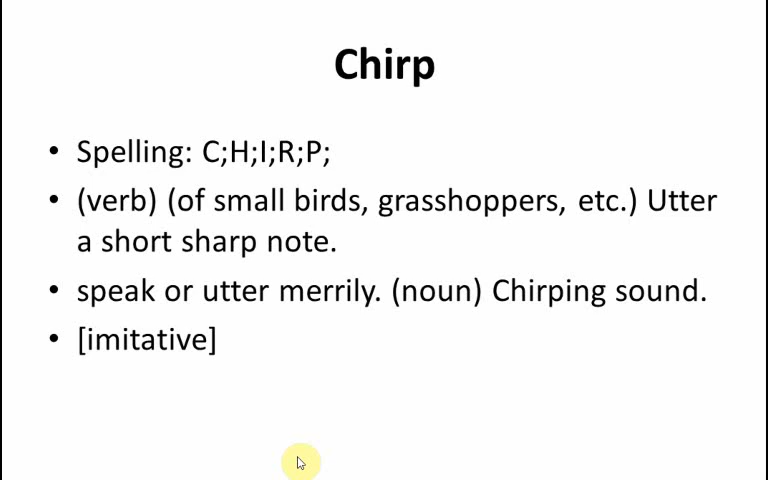 Chirp
• Spelling: C;H;I;R;P;
• (verb) (of small birds, grasshoppers, etc.) Utter
a short sharp note.
• speak or utter merrily. (noun) Chirping sound.
• [imitative]